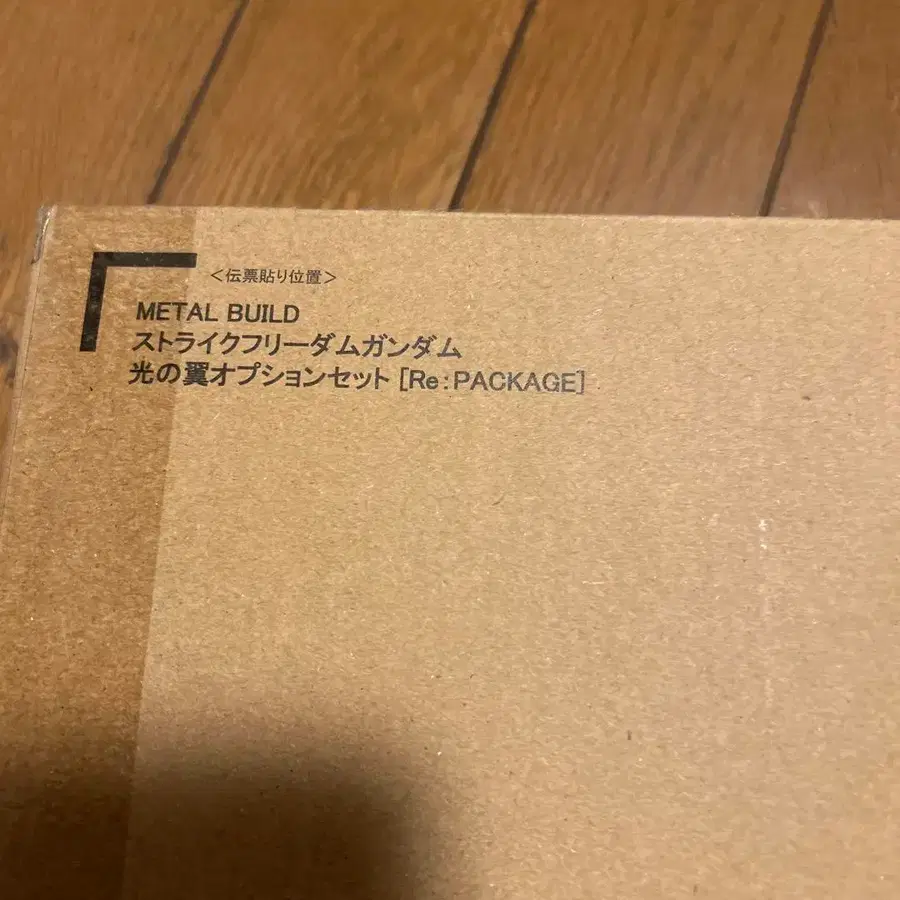 ＜伝票貼り位置＞
METAL BUILD
ストライクフリーダムガンダム
光の翼オプションセット [Re：PACKAGE]